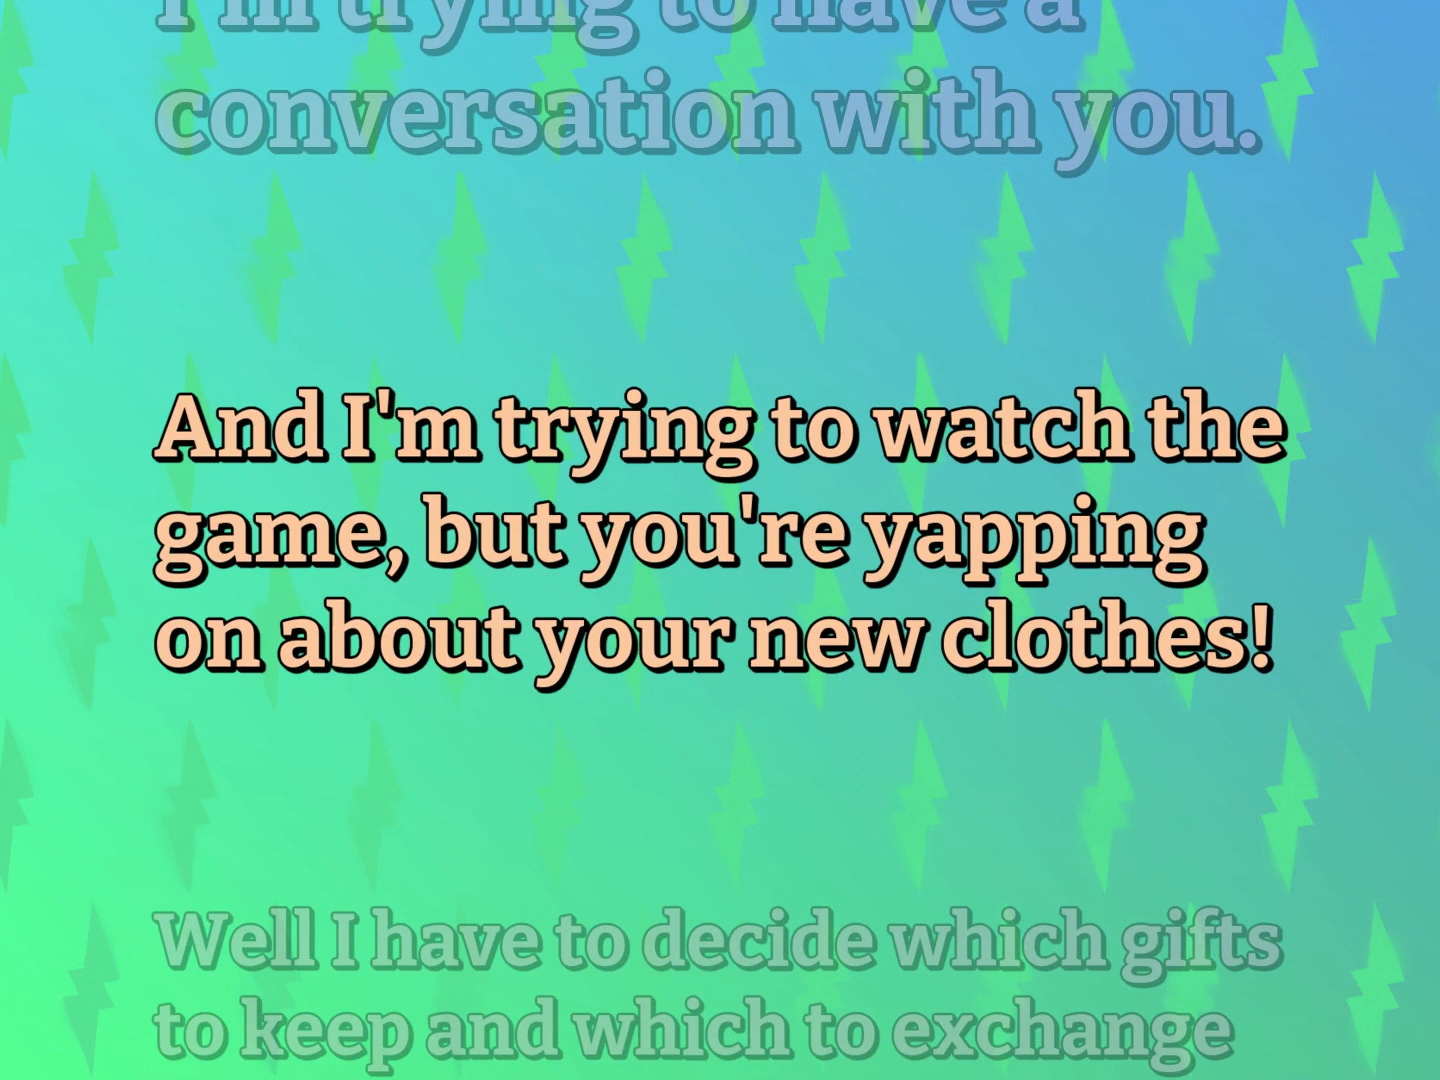 I'm trying to have a
conversation with you.
And I'm trying to watch the
game, but you're yapping
on about your new clothes!
Well I have to decide which gifts
to keep and which to exchange